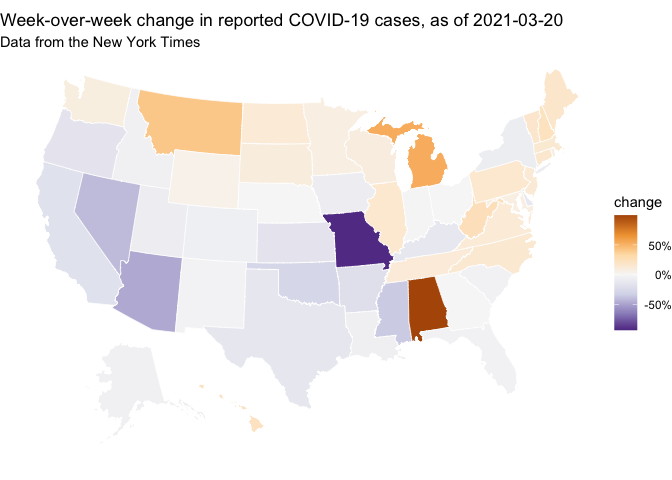 Week-over-week change in reported COVID-19 cases, as of 2021-03-20
Data from the New York Times
change
50%
0%
-50%